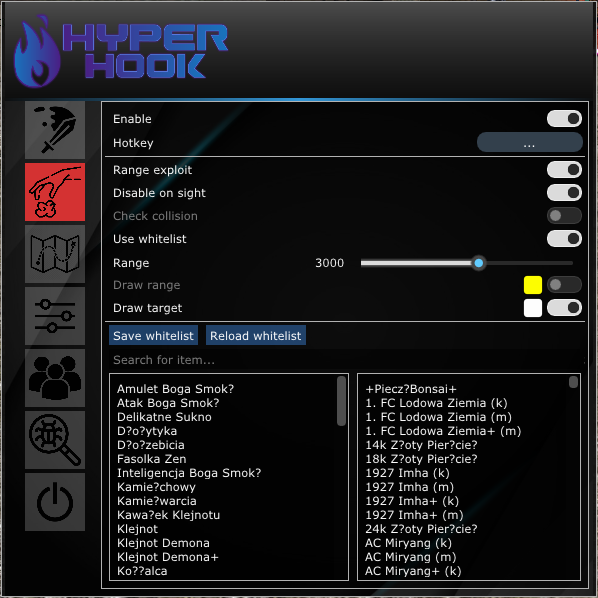 HYPER
HOOK
Enable
Hotkey ...
Range exploit
Disable on sight
Check collision
Use whitelist
Range 3000
Draw range
Draw target
Save whitelist Reload whitelist
Search for item...
Amulet Boga Smok?
Atak Boga Smok?
Delikatne Sukno
D?o?ytyka
D?o?zebicia
Fasolka Zen
Inteligencja Boga Smok?
Kamie?chowy
Kamie?warcia
Kawa?ek Klejnotu
Klejnot
Klejnot Demona
Klejnot Demona+
Ko??alca
+Piecz?Bonsai+
1. FC Lodowa Ziemia (k)
1. FC Lodowa Ziemia (m)
1. FC Lodowa Ziemia+ (m)
14k Z?oty Pier?cie?
18k Z?oty Pier?cie?
1927 Imha (k)
1927 Imha (m)
1927 Imha+ (k)
1927 Imha+ (m)
24k Z?oty Pier?cie?
AC Miryang (k)
AC Miryang (m)
AC Miryang+ (k)